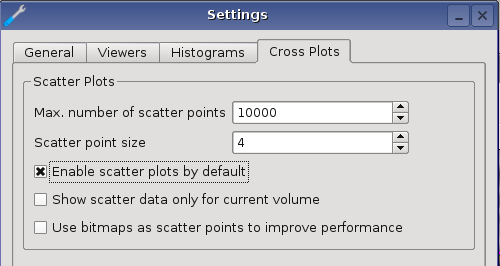 Settings
General Viewers Histograms Cross Plots
Scatter Plots
Max. number of scatter points 10000
Scatter point size 4
Enable scatter plots by default
Show scatter data only for current volume
Use bitmaps as scatter points to improve performance